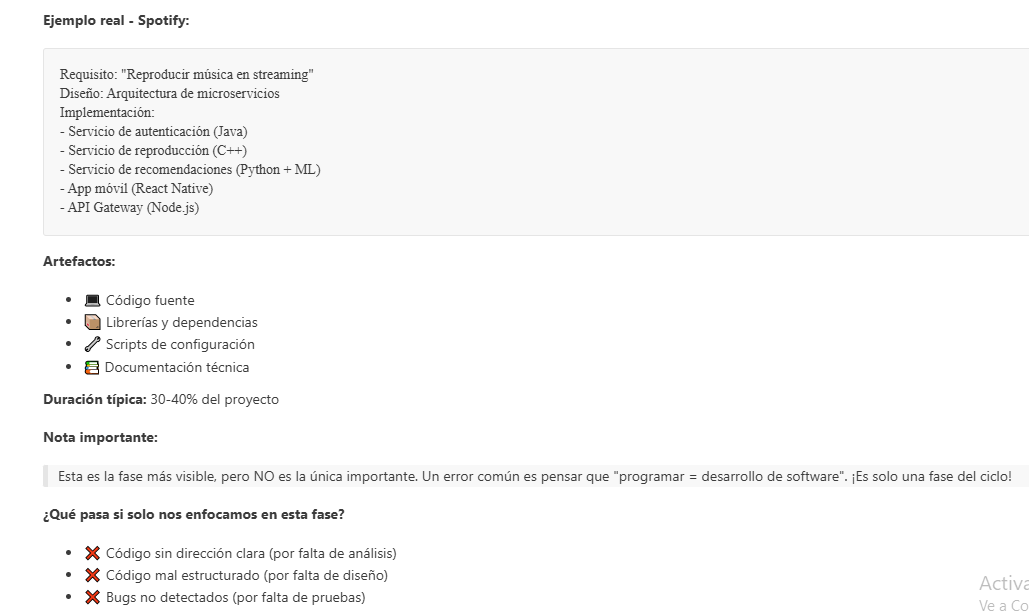 Ejemplo real - Spotify:
Requisito: "Reproducir música en streaming"
Diseño: Arquitectura de microservicios
Implementación:
- Servicio de autenticación (Java)
- Servicio de reproducción (C++)
- Servicio de recomendaciones (Python + ML)
- App móvil (React Native)
- API Gateway (Node.js)
Artefactos:
• 💻 Código fuente
• 📦 Librerías y dependencias
• 🔧 Scripts de configuración
• 📚 Documentación técnica
Duración típica: 30-40% del proyecto
Nota importante:
Esta es la fase más visible, pero NO es la única importante. Un error común es pensar que "programar = desarrollo de software". ¡Es solo una fase del ciclo!
¿Qué pasa si solo nos enfocamos en esta fase?
• ❌ Código sin dirección clara (por falta de análisis)
• ❌ Código mal estructurado (por falta de diseño)
• ❌ Bugs no detectados (por falta de pruebas)
Activa
Ve a Co